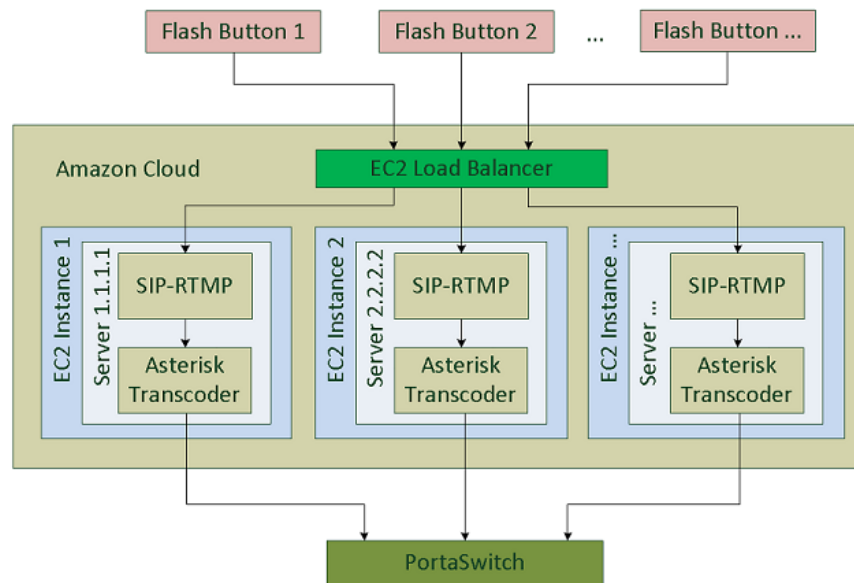 Flash Button 1
Flash Button 2
...
Flash Button ...
Amazon Cloud
EC2 Load Balancer
EC2 Instance 1
Server 1.1.1.1
SIP-RTMP
Asterisk
Transcoder
EC2 Instance 2
Server 2.2.2.2
SIP-RTMP
Asterisk
Transcoder
EC2 Instance ...
Server ...
SIP-RTMP
Asterisk
Transcoder
PortaSwitch